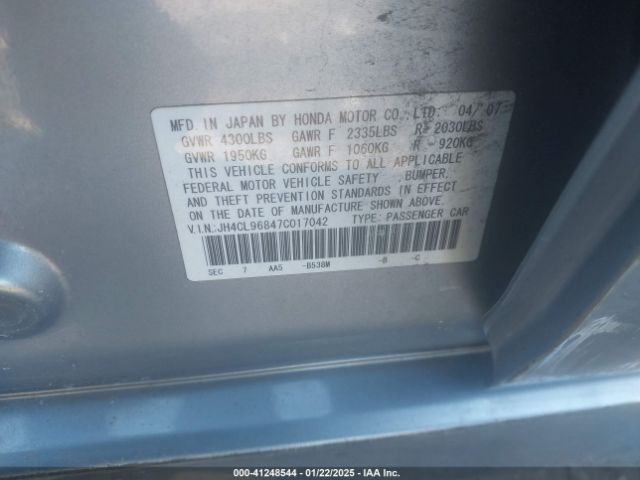 MFD. IN JAPAN BY HONDA MOTOR CO., LTD. 04/ 07
GVWR 4300LBS GAWR F 2335LBS R- 2030LBS
GVWR 1950KG GAWR F 1060KG R - 920KG
THIS VEHICLE CONFORMS TO ALL APPLICABLE
FEDERAL MOTOR VEHICLE SAFETY , BUMPER,
AND THEFT PREVENTION STANDARDS IN EFFECT
ON THE DATE OF MANUFACTURE SHOWN ABOVE.
V.I.N.:JH4CL96847C017042 TYPE: PASSENGER CAR
SEC 7 AA5 -B538M -B -C
000-41248544 | 01/22/2025 | IAA Inc.